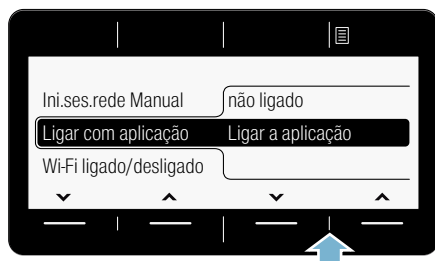 Ini.ses.rede Manual
não ligado
Ligar com aplicação
Ligar a aplicação
Wi-Fi ligado/desligado